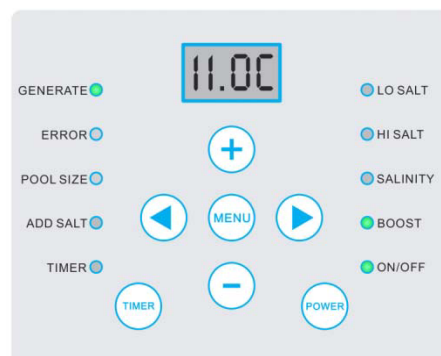 11.0C
GENERATE
LO SALT
ERROR
HI SALT
POOL SIZE
SALINITY
ADD SALT
MENU
BOOST
TIMER
ON/OFF
TIMER
POWER